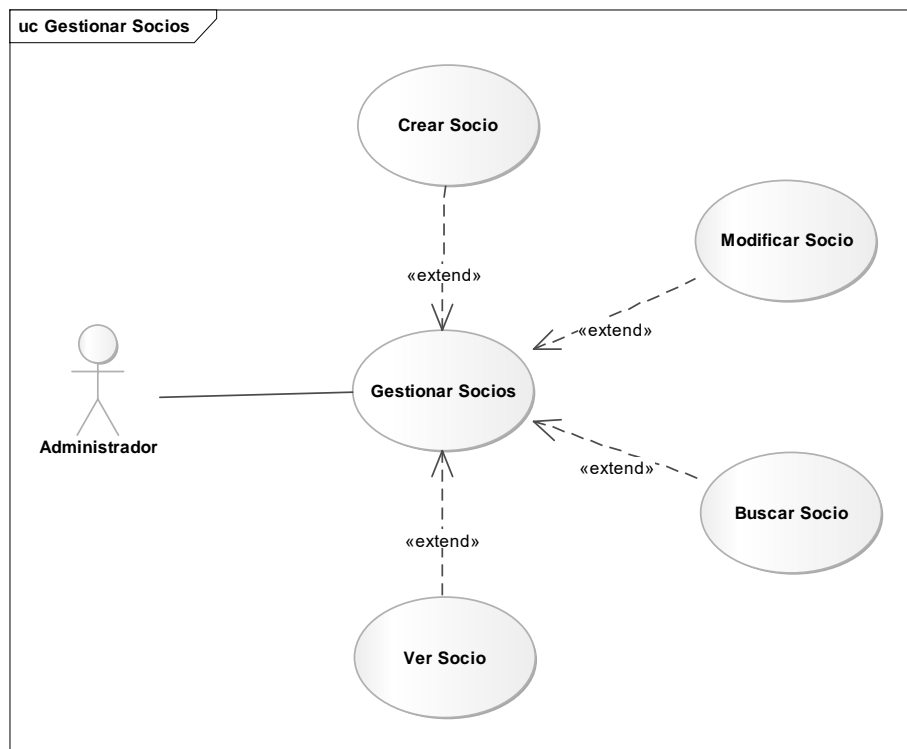 uc Gestionar Socios
Crear Socio
Modificar Socio
«extend»
«extend»
Gestionar Socios
Administrador
«extend»
Buscar Socio
«extend»
Ver Socio